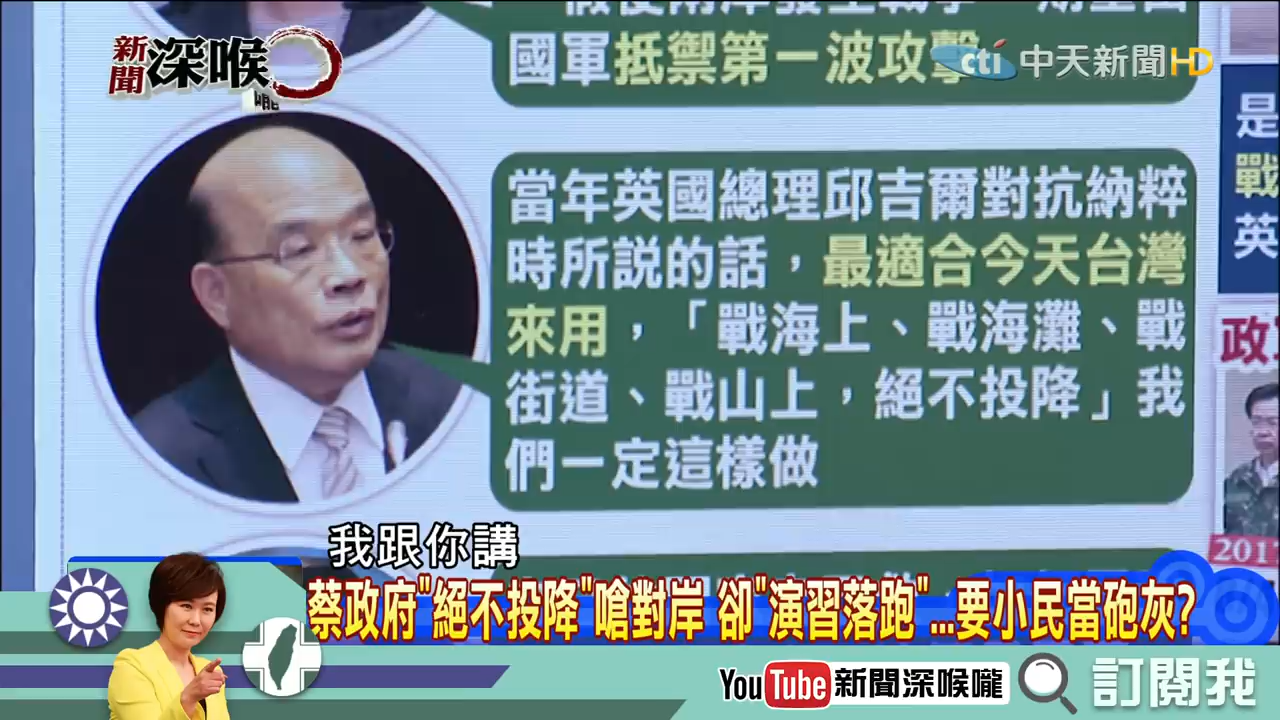 新聞深喉嚨
國軍抵禦第一波攻擊
cti中天新聞HD
當年英國總理邱吉爾對抗納粹
時所說的話，最適合今天台灣
來用，「戰海上、戰海灘、戰
街道、戰山上，絕不投降」我
們一定這樣做
是
戰
英
政
201
我跟你講
蔡政府"絕不投降"嗆對岸 卻"演習落跑"...要小民當砲灰?
YouTube新聞深喉嚨
訂閱我